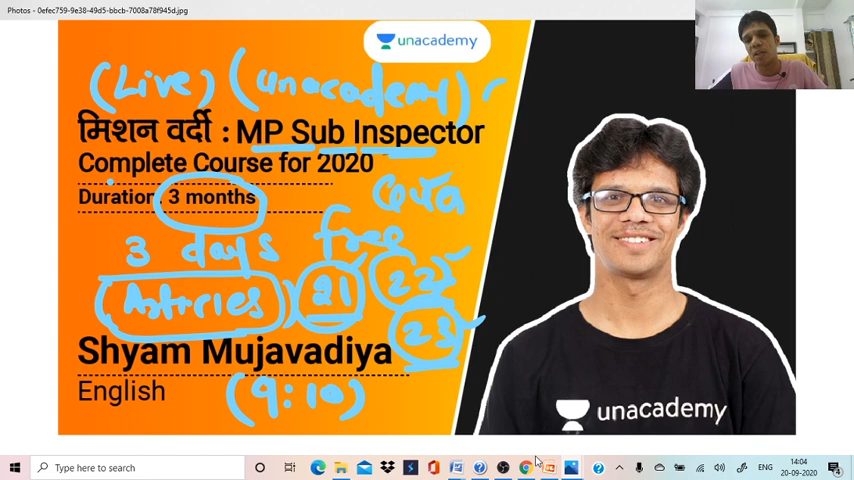 Photos - 0efec759-9e38-49d5-bbcb-7008a78f945d.jpg
unacademy
(Live) (unacademy)
मिशन वर्दी : MP Sub Inspector
Complete Course for 2020
Duration: 3 months
3 days free
Articles) 21 22
23
Shyam Mujavadiya
English
(9:10)
unacademy
Type here to search
ENG
14:04
20-09-2020
4